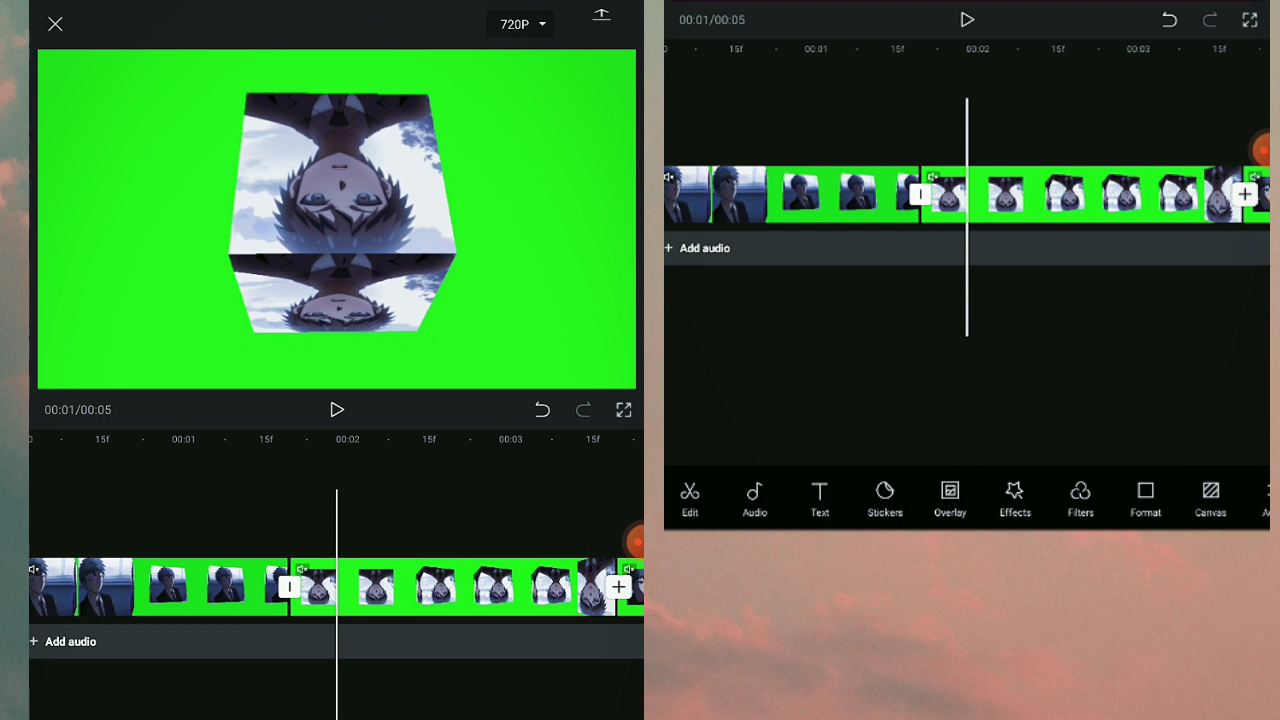 720P
00:01/00:05
15f
00:01
15f
00:02
15f
00:03
15f
+ Add audio
00:01/00:05
15f
00:01
15f
00:02
15f
00:03
15f
+ Add audio
Edit
Audio
Text
Stickers
Overlay
Effects
Filters
Format
Canvas